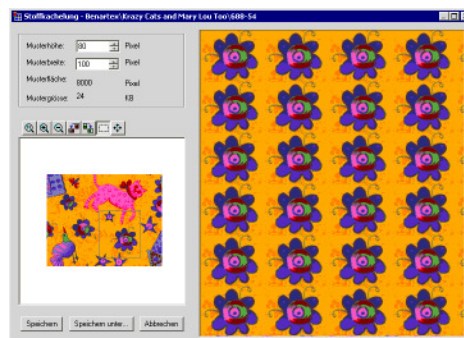 Stoffkachelung - Benartex\Krazy Cats and Mary Lou Too\608-54
Musterhöhe: 80 Pixel
Musterbreite: 100 Pixel
Musterfläche: 8000 Pixel
Mustergrösse: 24 KB
Speichern Speichern unter... Abbrechen